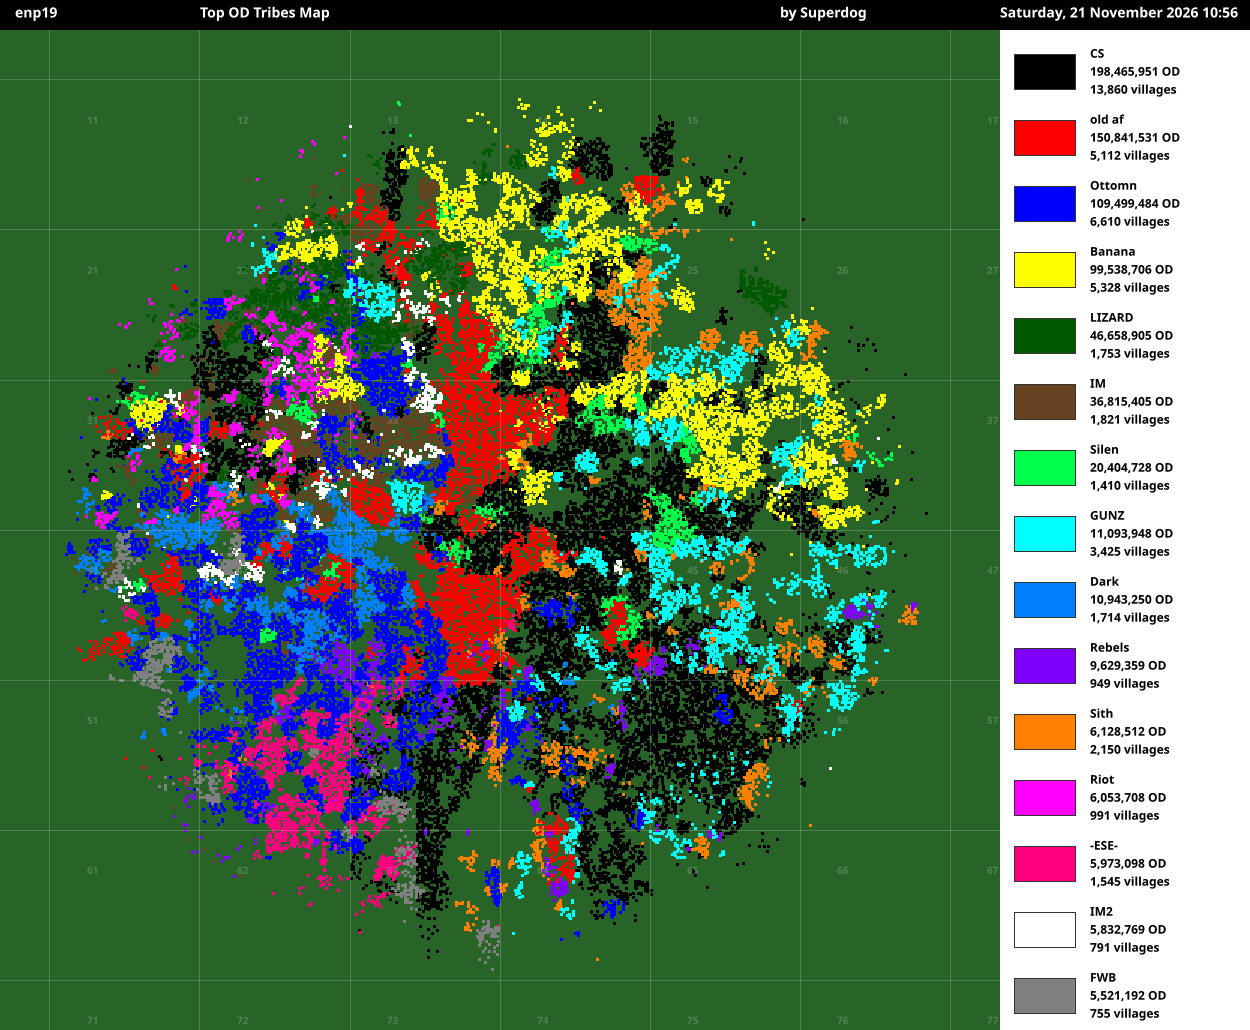 enp19 Top OD Tribes Map by Superdog Saturday, 21 November 2026 10:56
CS
198,465,951 OD
13,860 villages
old af
150,841,531 OD
5,112 villages
Ottomn
109,499,484 OD
6,610 villages
Banana
99,538,706 OD
5,328 villages
LIZARD
46,658,905 OD
1,753 villages
IM
36,815,405 OD
1,821 villages
Silen
20,404,728 OD
1,410 villages
GUNZ
11,093,948 OD
3,425 villages
Dark
10,943,250 OD
1,714 villages
Rebels
9,629,359 OD
949 villages
Sith
6,128,512 OD
2,150 villages
Riot
6,053,708 OD
991 villages
-ESE-
5,973,098 OD
1,545 villages
IM2
5,832,769 OD
791 villages
FWB
5,521,192 OD
755 villages
11 13 15 16 17
21 25 26 27
31 37
47
51 56 57
61 62 66 67
71 72 73 74 75 76 77